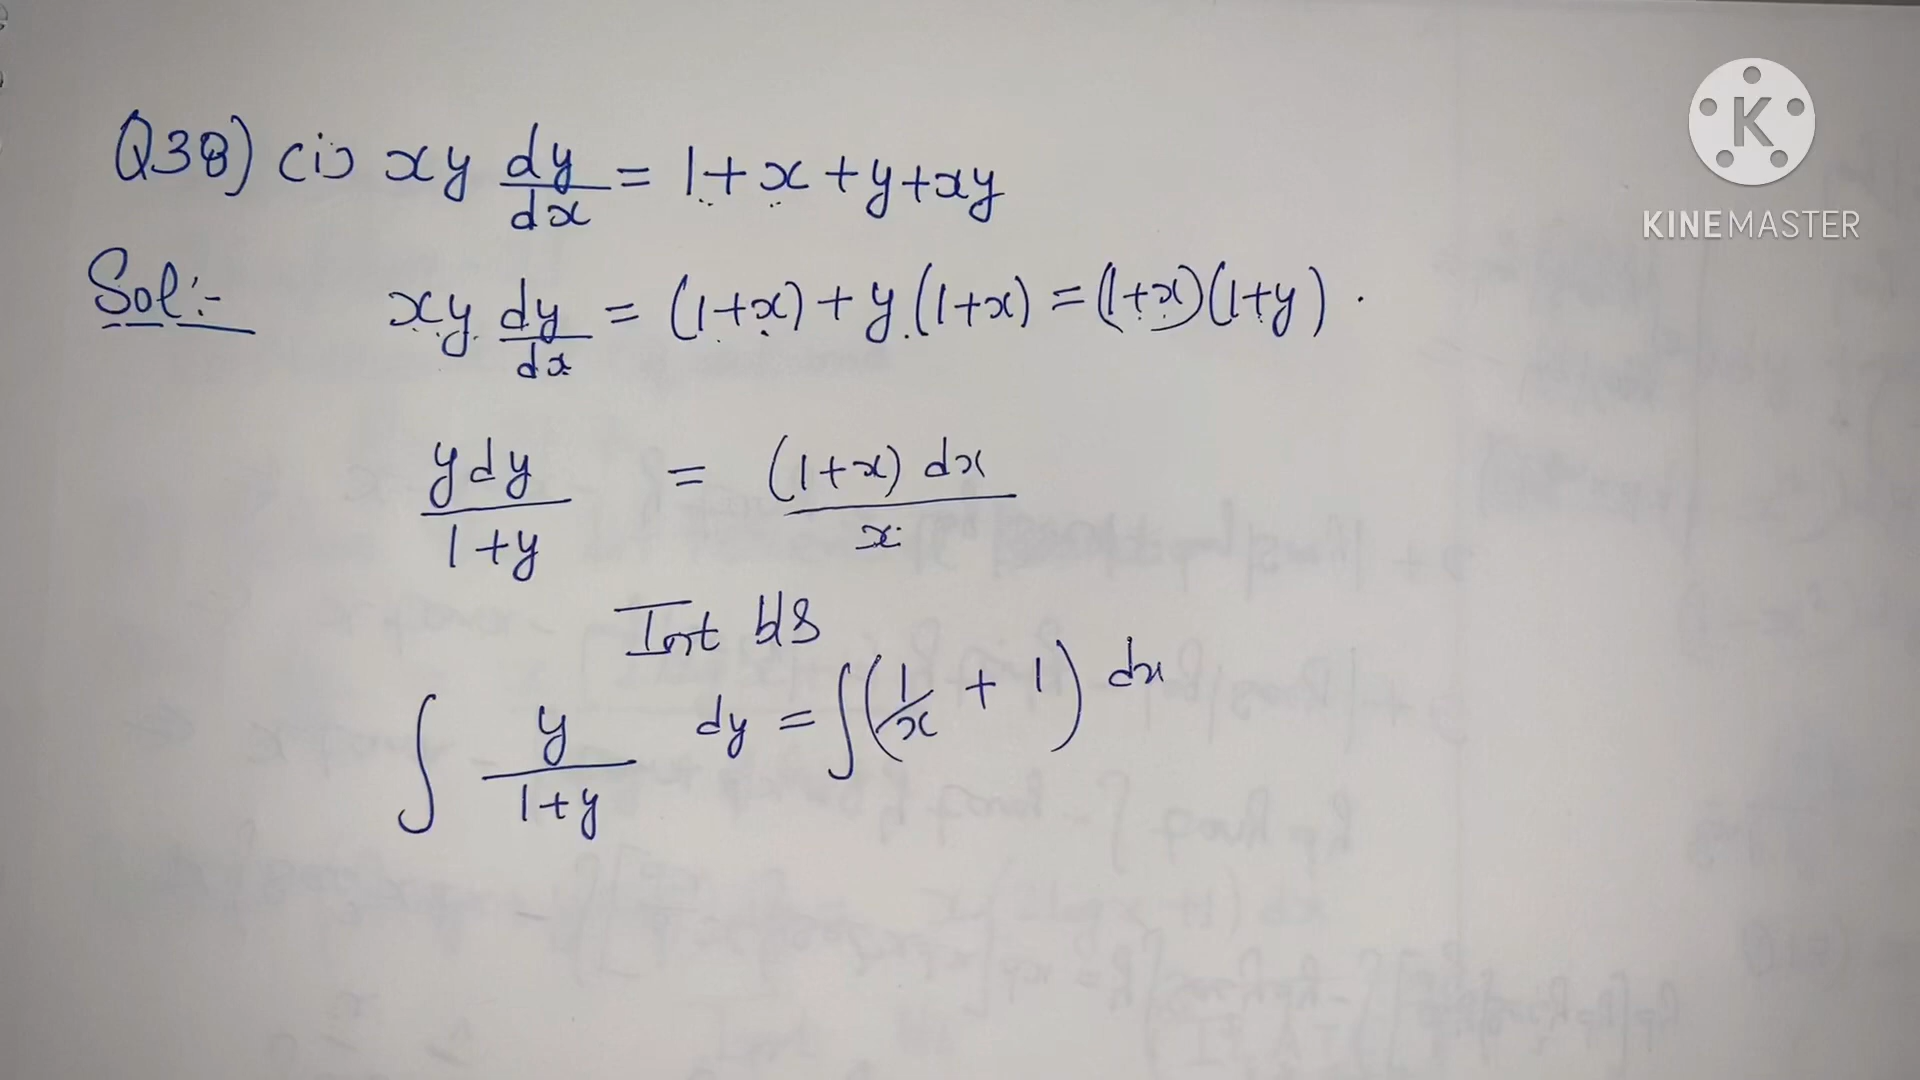 Q38) (i) xy dy/dx = 1+x+y+xy
K
KINEMASTER
Sol:- xy dy/dx = (1+x)+y(1+x) = (1+x)(1+y).
ydy/1+y = (1+x) dx/x
Int b/s
∫ y/1+y dy = ∫(1/x + 1) dx